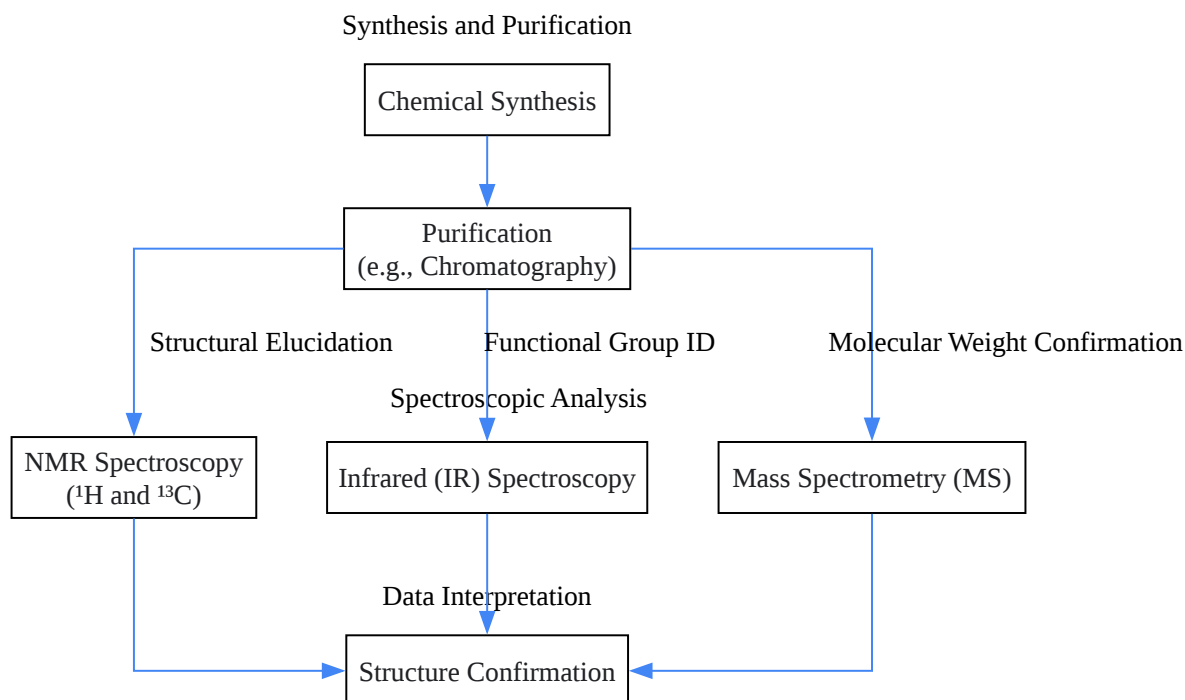 Synthesis and Purification
Chemical Synthesis
Purification
(e.g., Chromatography)
Structural Elucidation
Functional Group ID
Molecular Weight Confirmation
Spectroscopic Analysis
NMR Spectroscopy
(¹H and ¹³C)
Infrared (IR) Spectroscopy
Mass Spectrometry (MS)
Data Interpretation
Structure Confirmation